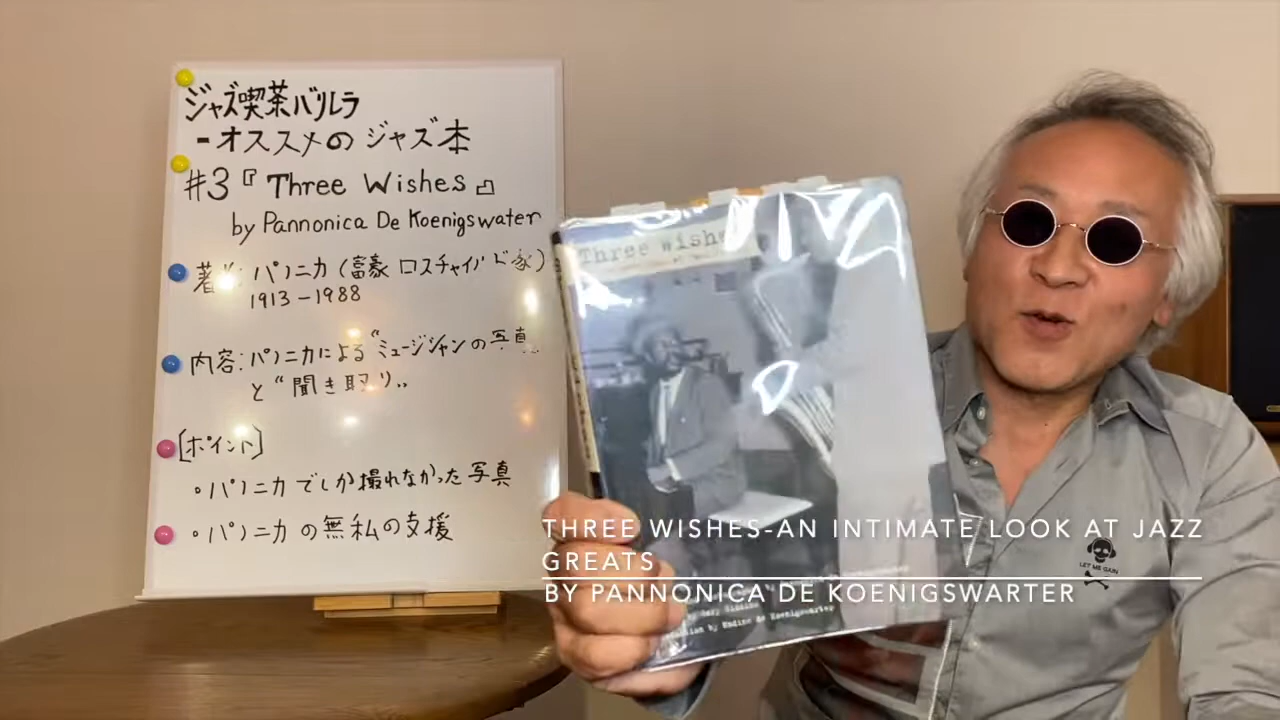 ジャズ喫茶バルレラ
-オススメの ジャズ本
#3『Three Wishes』
by Pannonica De Koenigswater
著者: パノニカ (富豪 ロスチャイルド家)
1913-1988
内容: パノニカによる "ミュージシャンの写真
と "聞き取り"
[ポイント]
○パノニカでしか撮れなかった写真
○パノニカの無私の支援
Three Wishes
THREE WISHES-AN INTIMATE LOOK AT JAZZ
GREATS
BY PANNONICA DE KOENIGSWARTER
by Nadine de Koenigswarter
LET ME GAIN